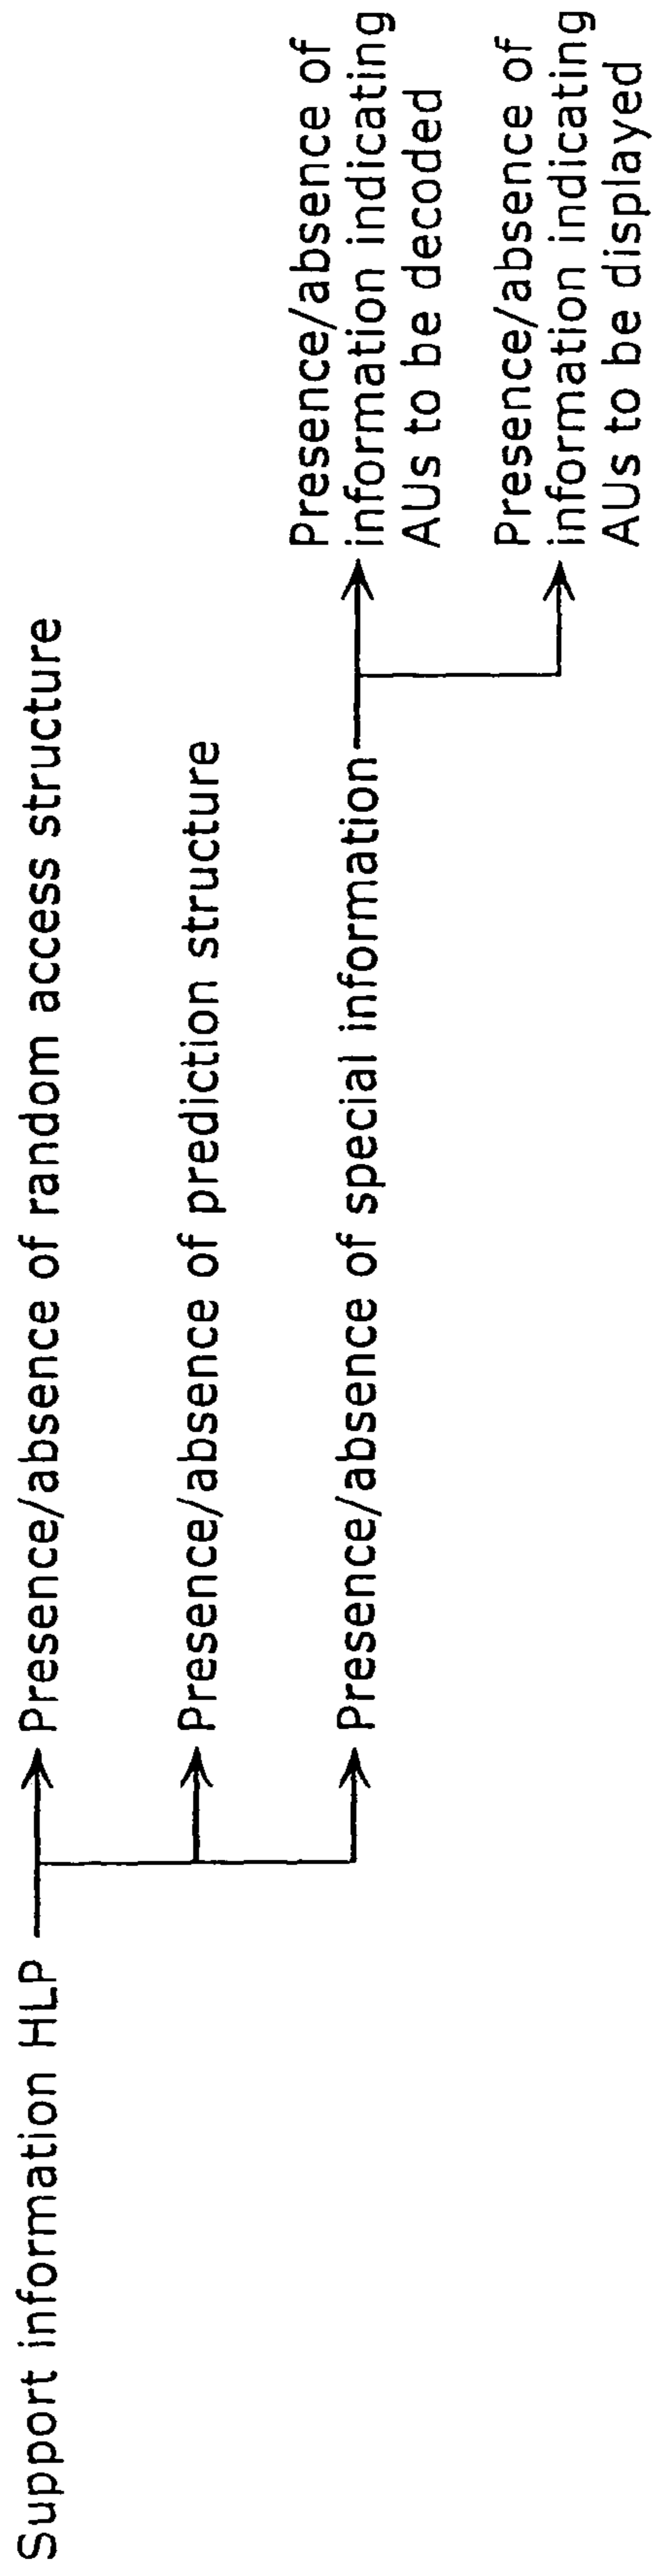 Support information HLP
Presence/absence of random access structure
Presence/absence of prediction structure
Presence/absence of special information
Presence/absence of
information indicating
AUs to be decoded
Presence/absence of
information indicating
AUs to be displayed